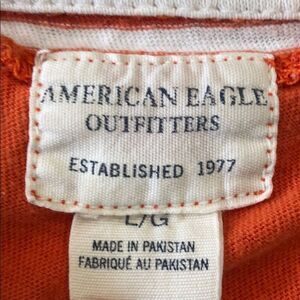 AMERICAN EAGLE
OUTFITTERS
ESTABLISHED 1977
L/G
MADE IN PAKISTAN
FABRIQUÉ AU PAKISTAN